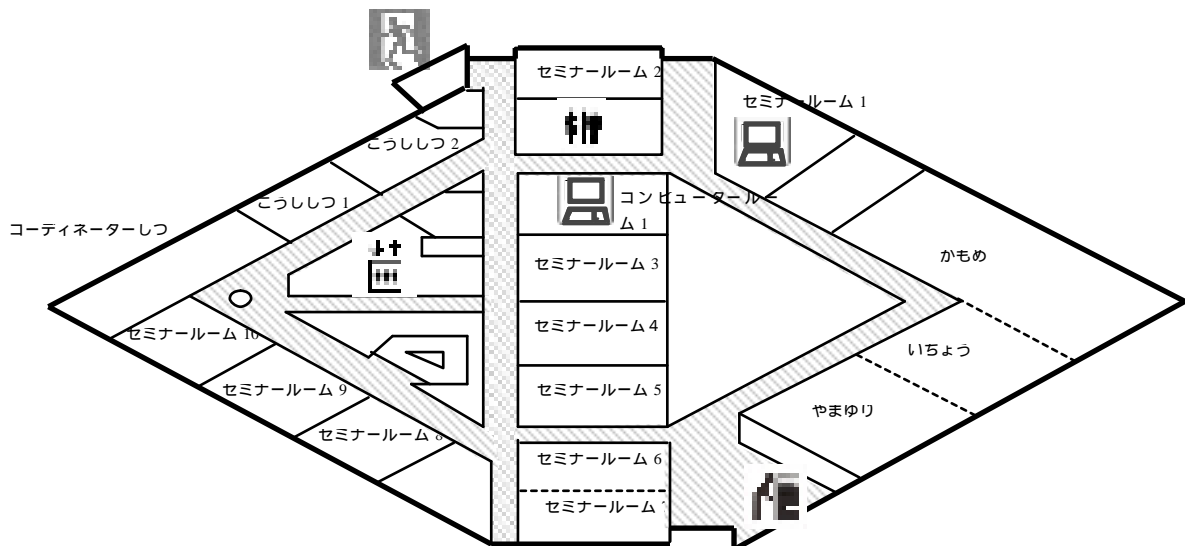 セミナールーム 2
セミナールーム 1
こうししつ 2
こうししつ 1
コンピュータールー
ム 1
コーディネーターしつ
かもめ
セミナールーム 3
セミナールーム 4
セミナールーム 10
いちょう
セミナールーム 9
セミナールーム 5
やまゆり
セミナールーム 8
セミナールーム 6
セミナールーム